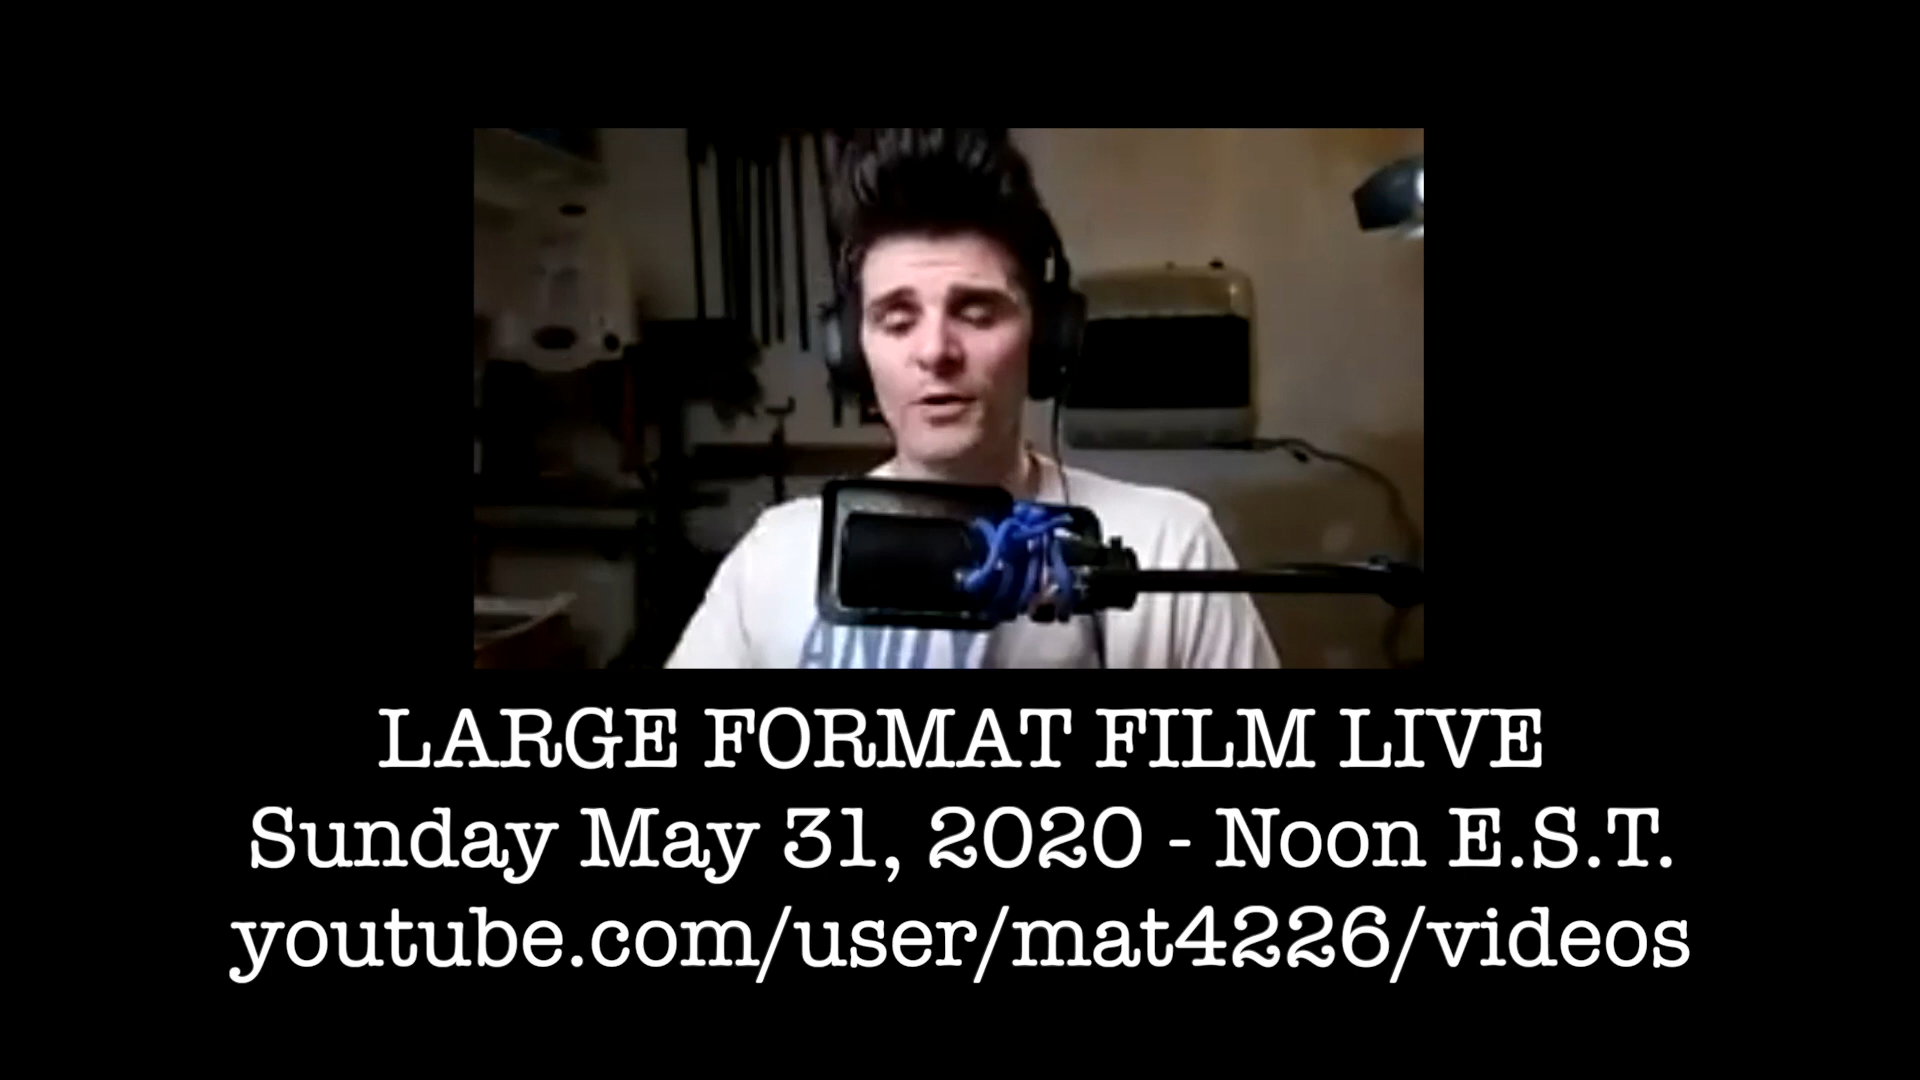 LARGE FORMAT FILM LIVE
Sunday May 31, 2020 - Noon E.S.T.
youtube.com/user/mat4226/videos